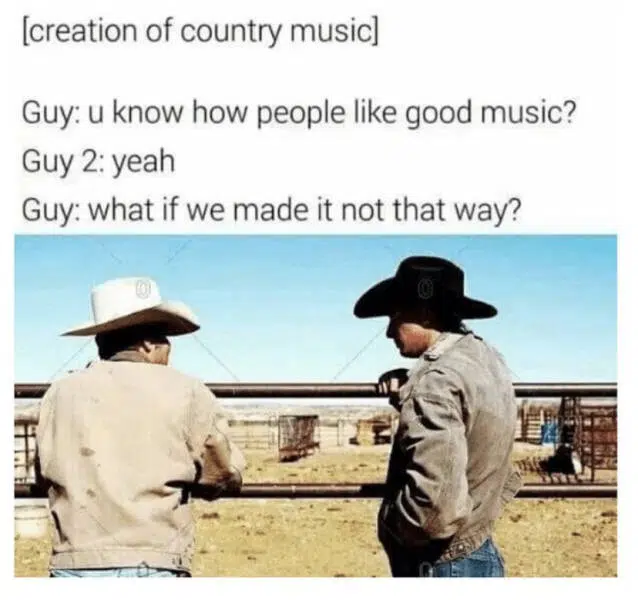 [creation of country music]
Guy: u know how people like good music?
Guy 2: yeah
Guy: what if we made it not that way?